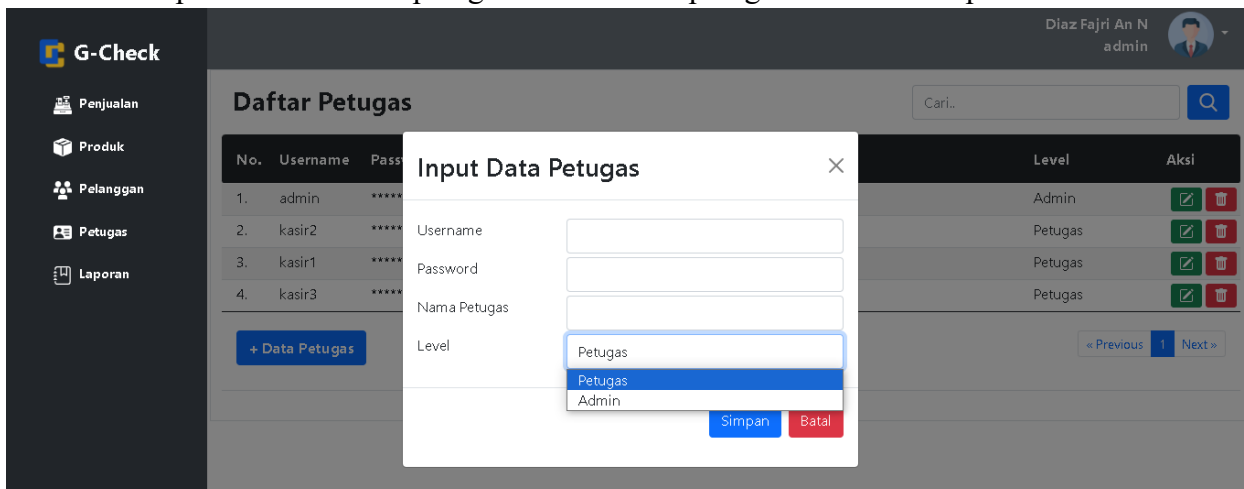 Diaz Fajri An N
admin
G-Check
Penjualan
Produk
Pelanggan
Petugas
Laporan
Daftar Petugas
Cari..
No. Username Level Aksi
1. admin ***** Admin
2. kasir2 ***** Petugas
3. kasir1 ***** Petugas
4. kasir3 ***** Petugas
+ Data Petugas
« Previous 1 Next »
Input Data Petugas
Username
Password
Nama Petugas
Level Petugas
Petugas
Admin
Simpan Batal